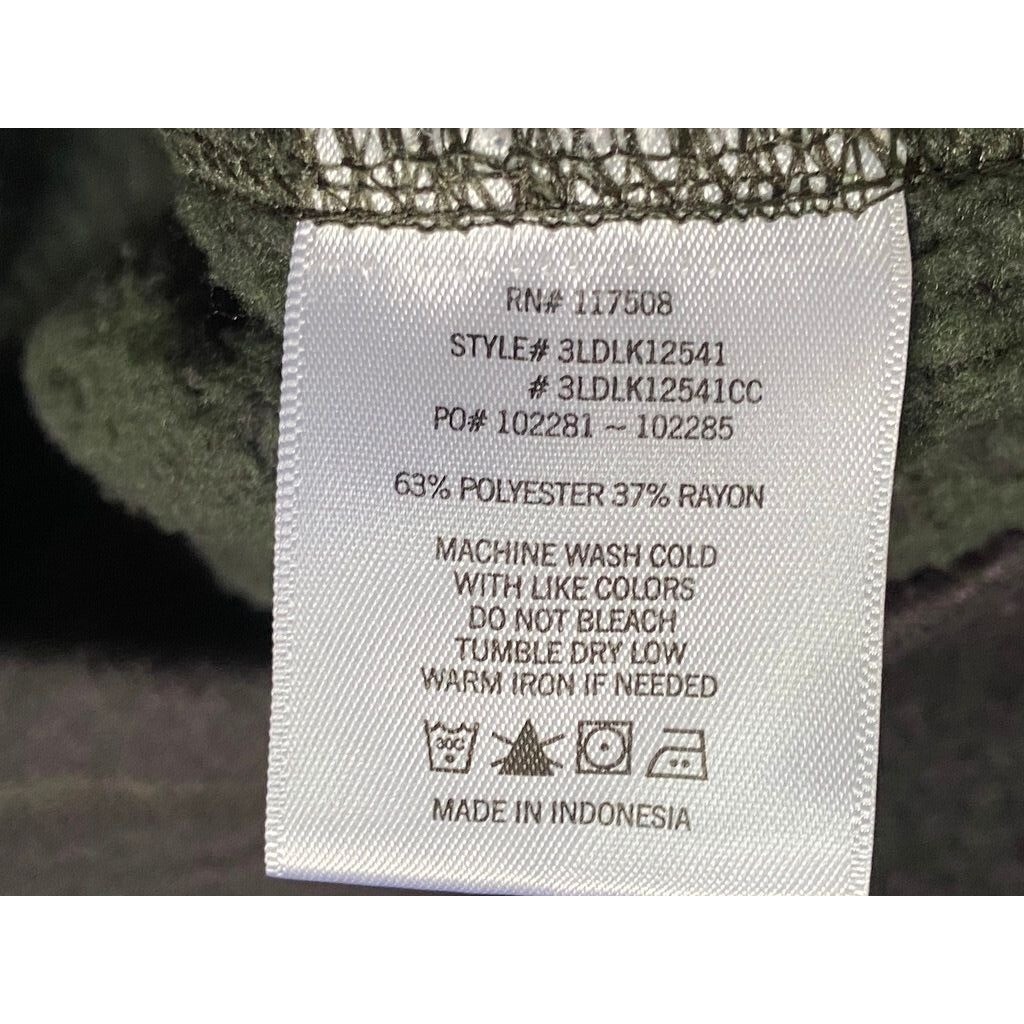 RN# 117508
STYLE# 3LDLK12541
# 3LDLK12541CC
PO# 102281 ~ 102285
63% POLYESTER 37% RAYON
MACHINE WASH COLD
WITH LIKE COLORS
DO NOT BLEACH
TUMBLE DRY LOW
WARM IRON IF NEEDED
30C
MADE IN INDONESIA